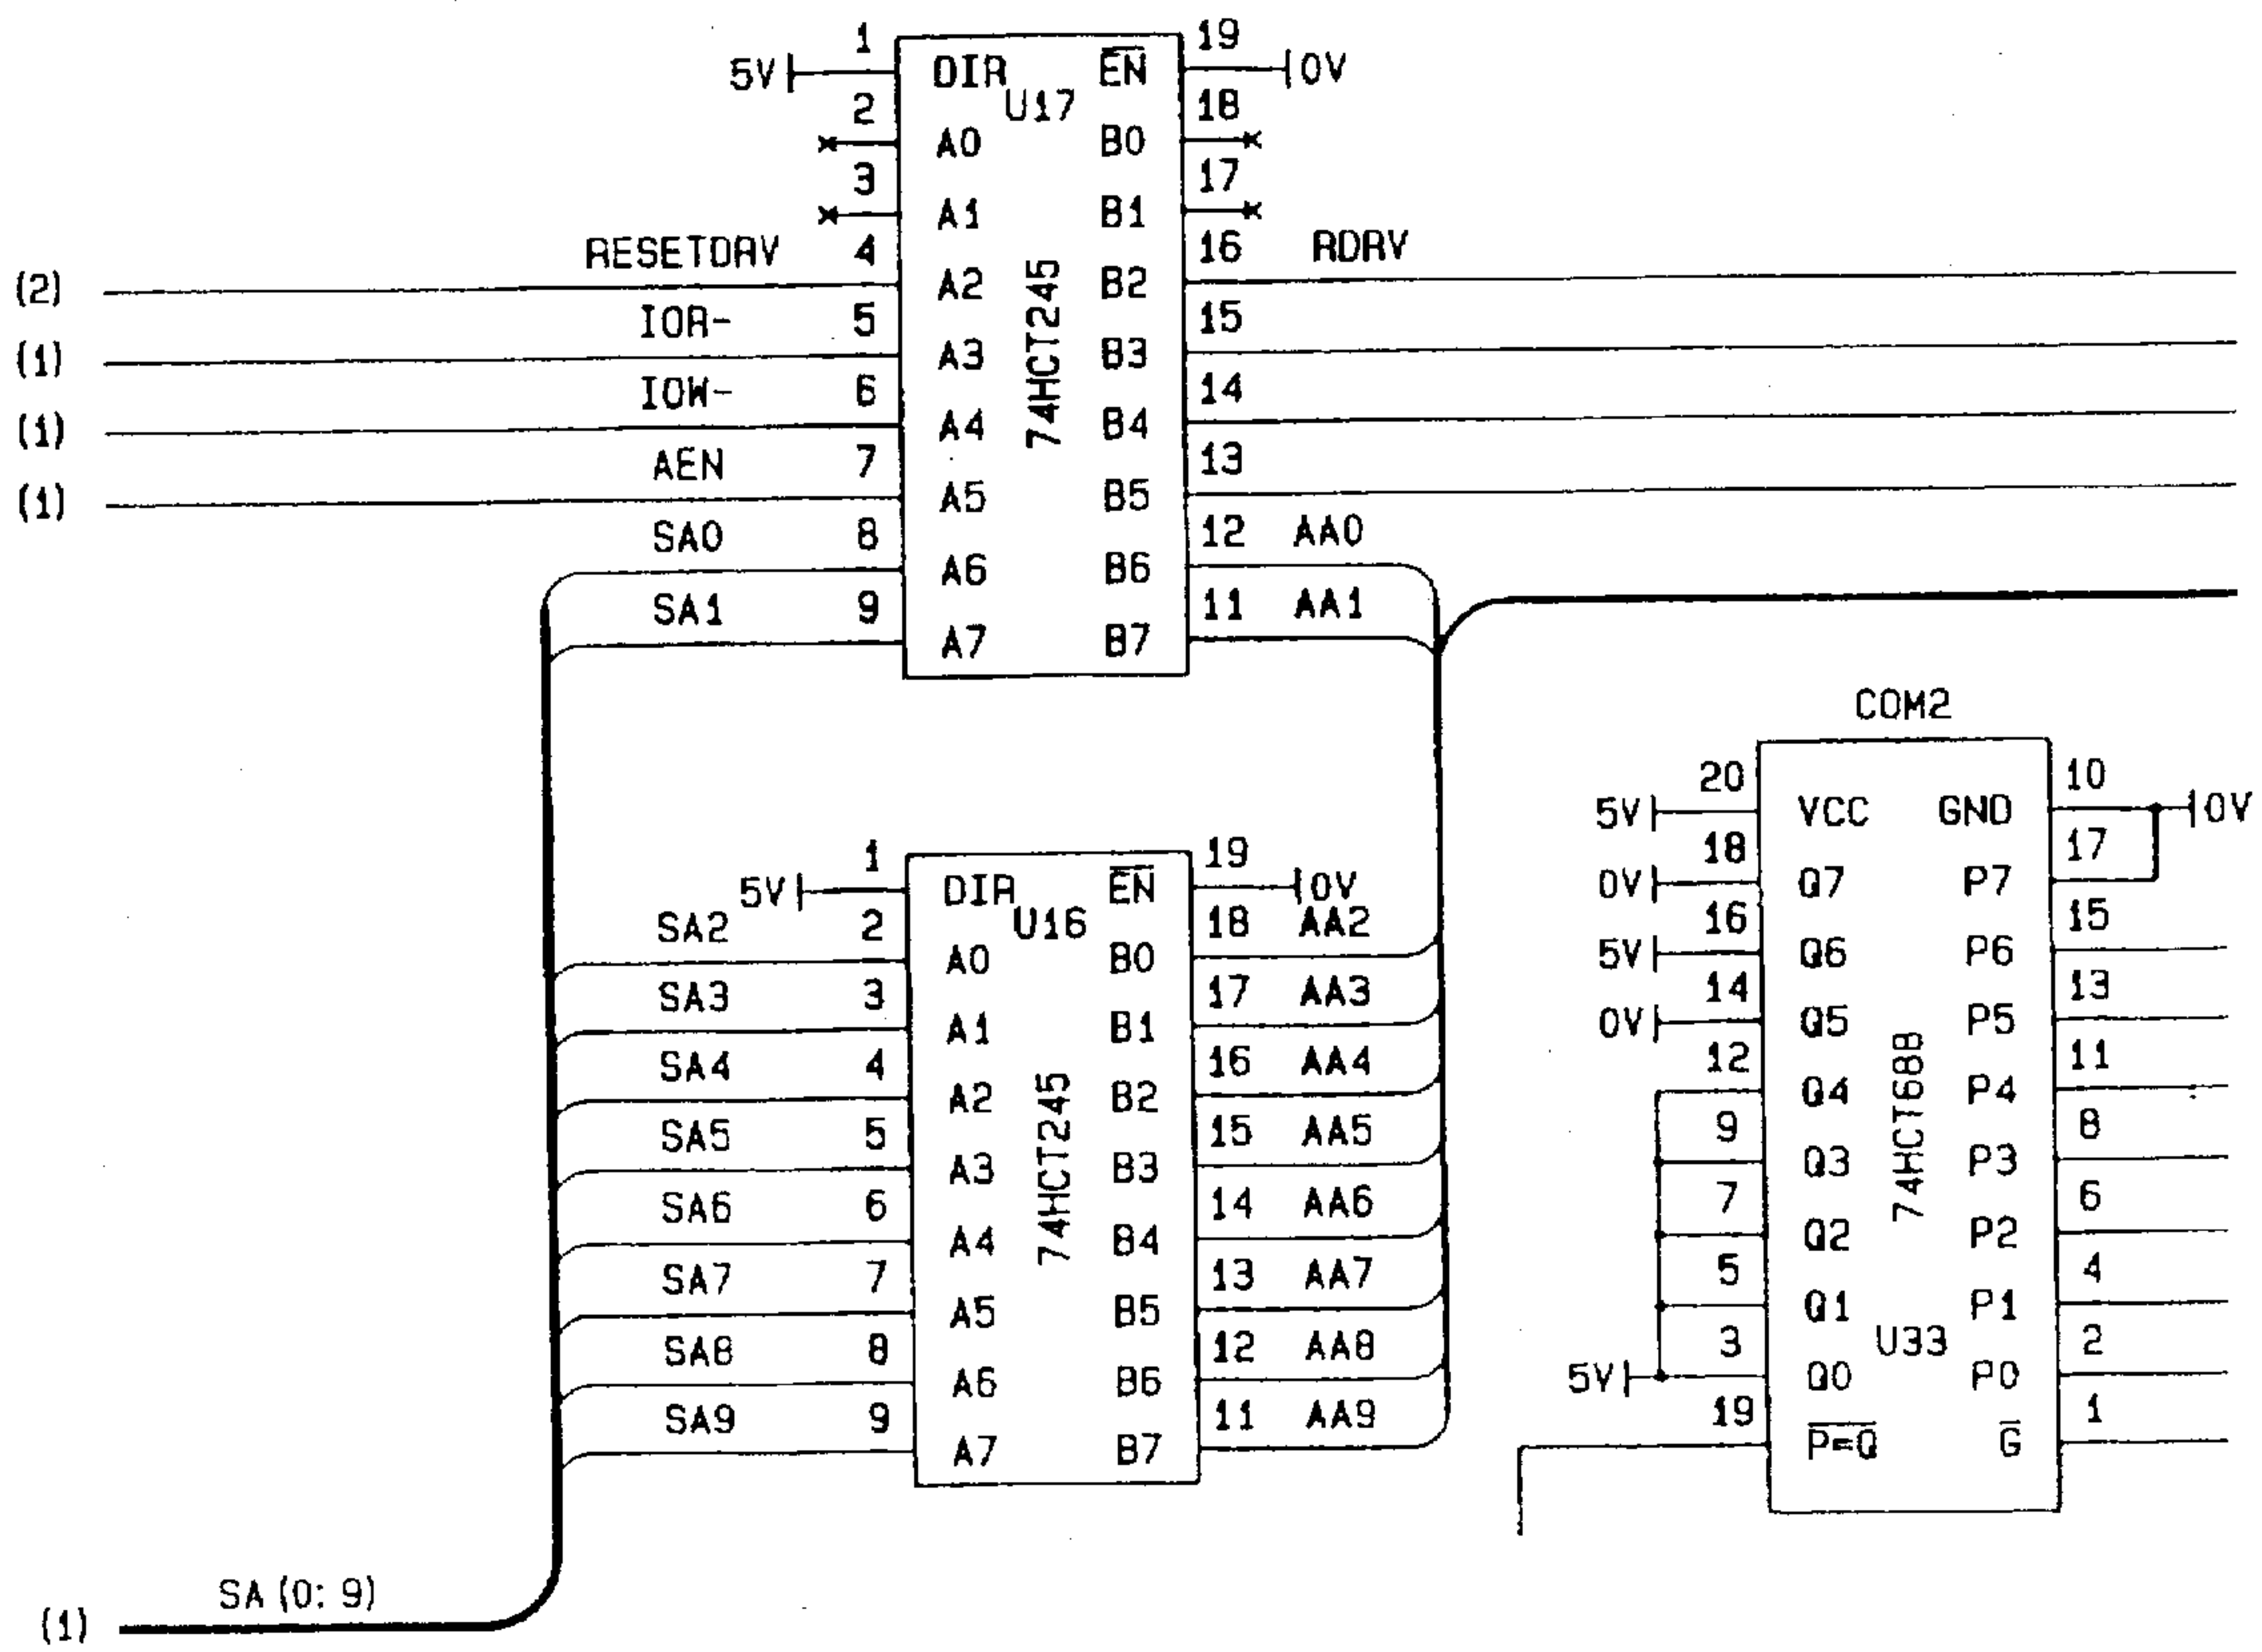 1 19
5V DIR EN 0V
2 U17 18
A0 B0
3 17
A1 B1
RESETDRV 4 16 RDRV
(2) A2 B2
IOR- 5 15
(1) A3 B3
IOW- 6 14
(1) A4 B4
AEN 7 13
(1) A5 B5
SA0 8 12 AA0
A6 B6
SA1 9 11 AA1
A7 B7
74HCT245
1 19
5V DIR EN 0V
SA2 2 U16 18 AA2
A0 B0
SA3 3 17 AA3
A1 B1
SA4 4 16 AA4
A2 B2
SA5 5 15 AA5
A3 B3
SA6 6 14 AA6
A4 B4
SA7 7 13 AA7
A5 B5
SA8 8 12 AA8
A6 B6
SA9 9 11 AA9
A7 B7
74HCT245
(1) SA (0: 9)
COM2
20 10
5V VCC GND 0V
18 17
0V Q7 P7
16 15
5V Q6 P6
14 13
0V Q5 P5
12 11
Q4 P4
9 8
Q3 P3
7 6
Q2 P2
5 4
Q1 P1
3 U33 2
5V Q0 P0
19 1
P=Q G
74HCT688